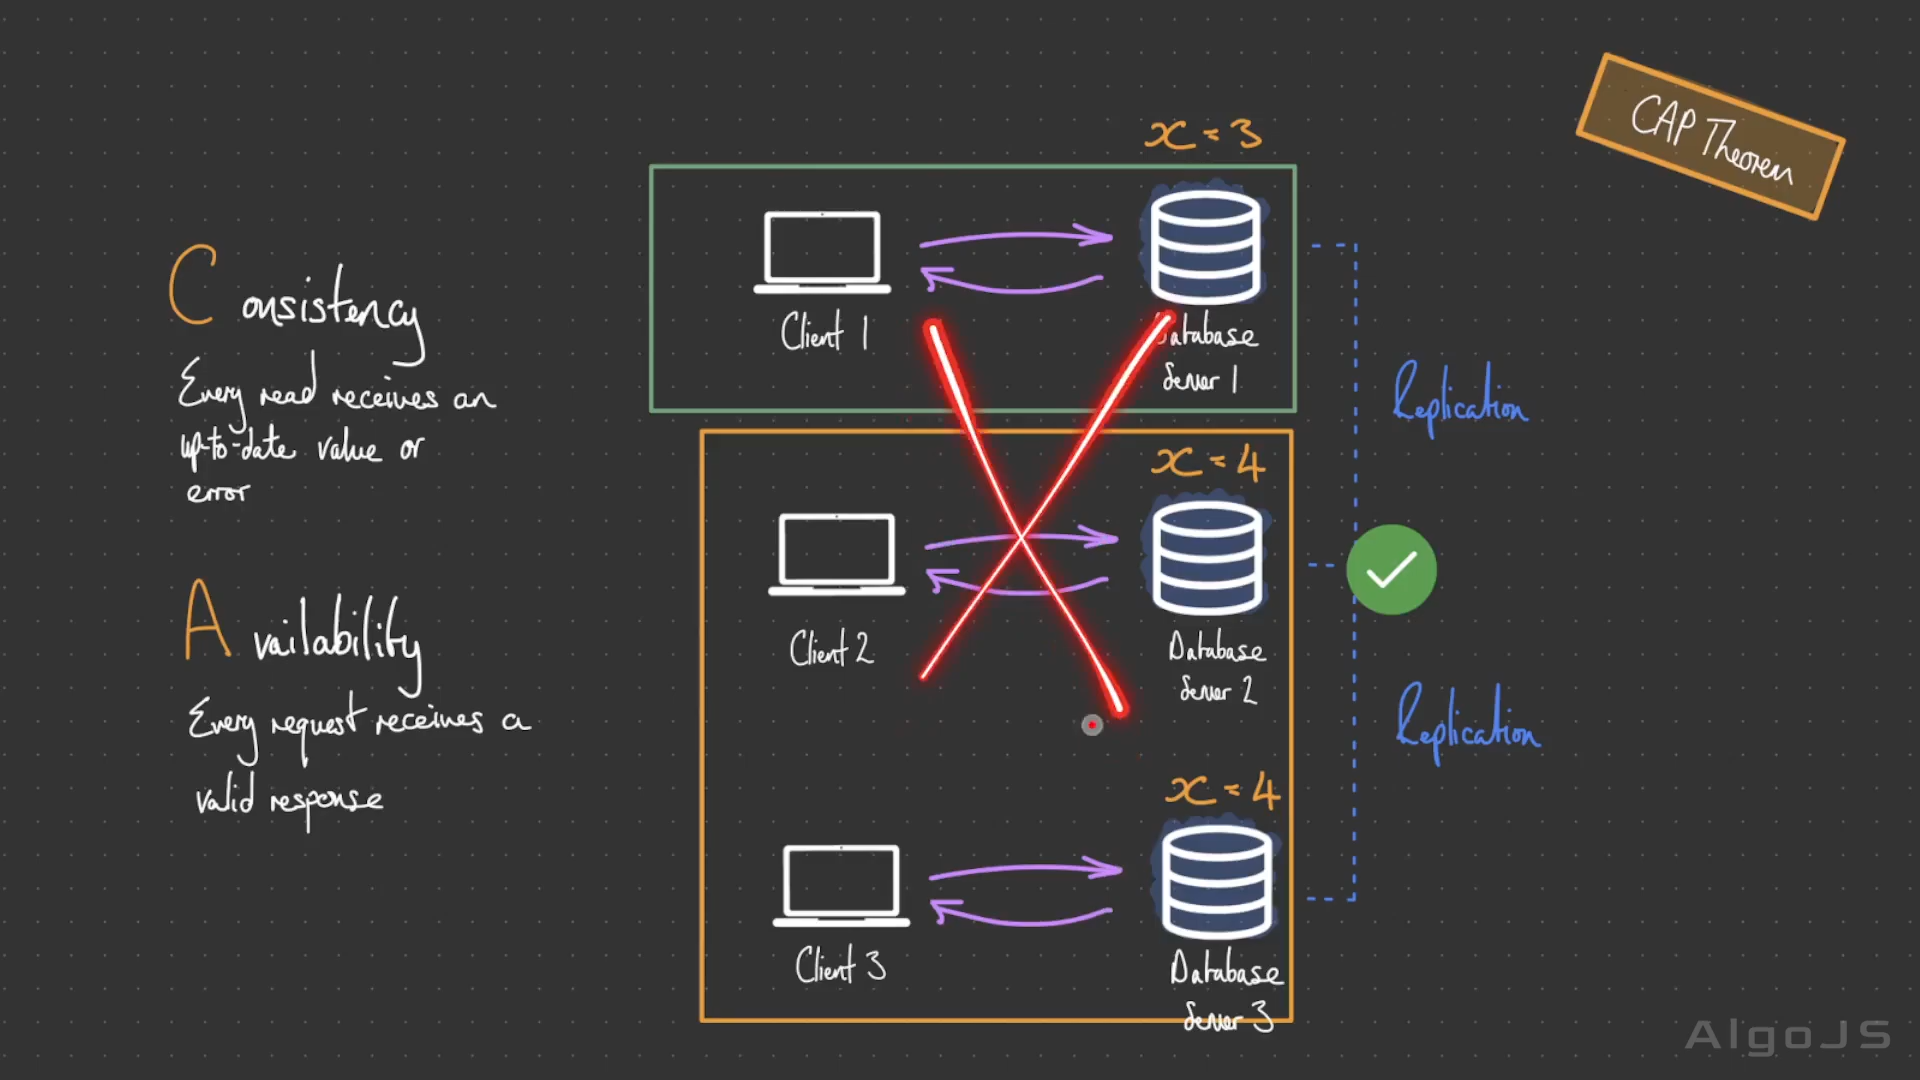 CAP Theorem
x = 3
Client 1
Database
Server 1
Consistency
Every read receives an
up-to-date value or
error
Replication
x = 4
Client 2
Database
Server 2
Availability
Every request receives a
valid response
Replication
x = 4
Client 3
Database
Server 3
AlgoJS